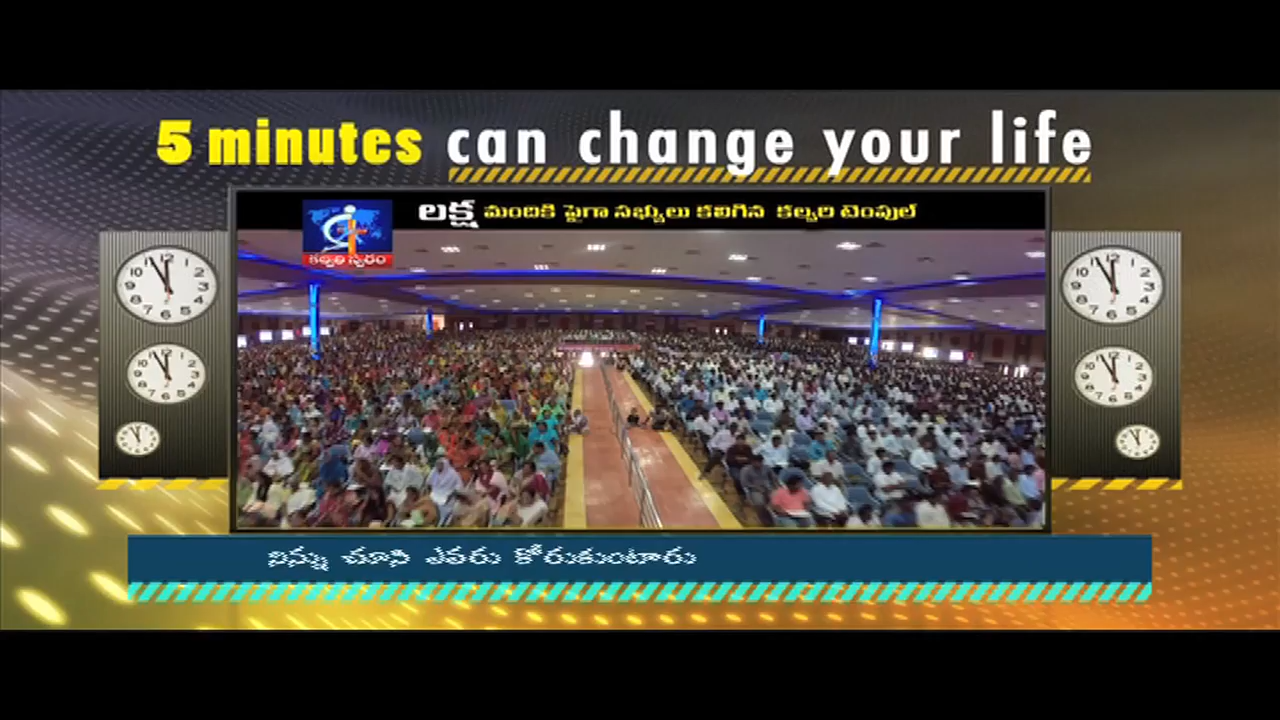 5 minutes can change your life
లక్ష మందికి పైగా సభ్యులు కలిగిన కల్వరి టెంపుల్
కల్వరి స్వరం
నిన్ను చూసి ఎవరు కోరుకుంటారు